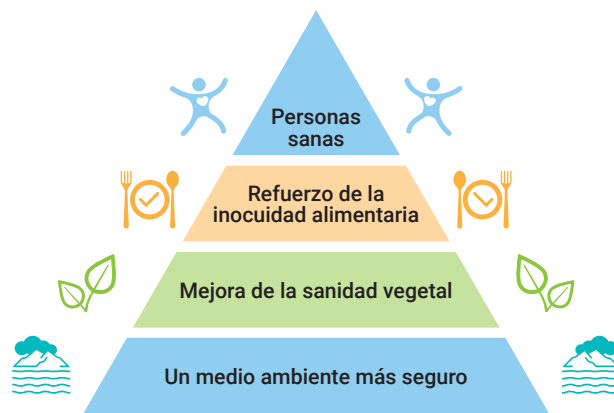 Personas
sanas
Refuerzo de la
inocuidad alimentaria
Mejora de la sanidad vegetal
Un medio ambiente más seguro